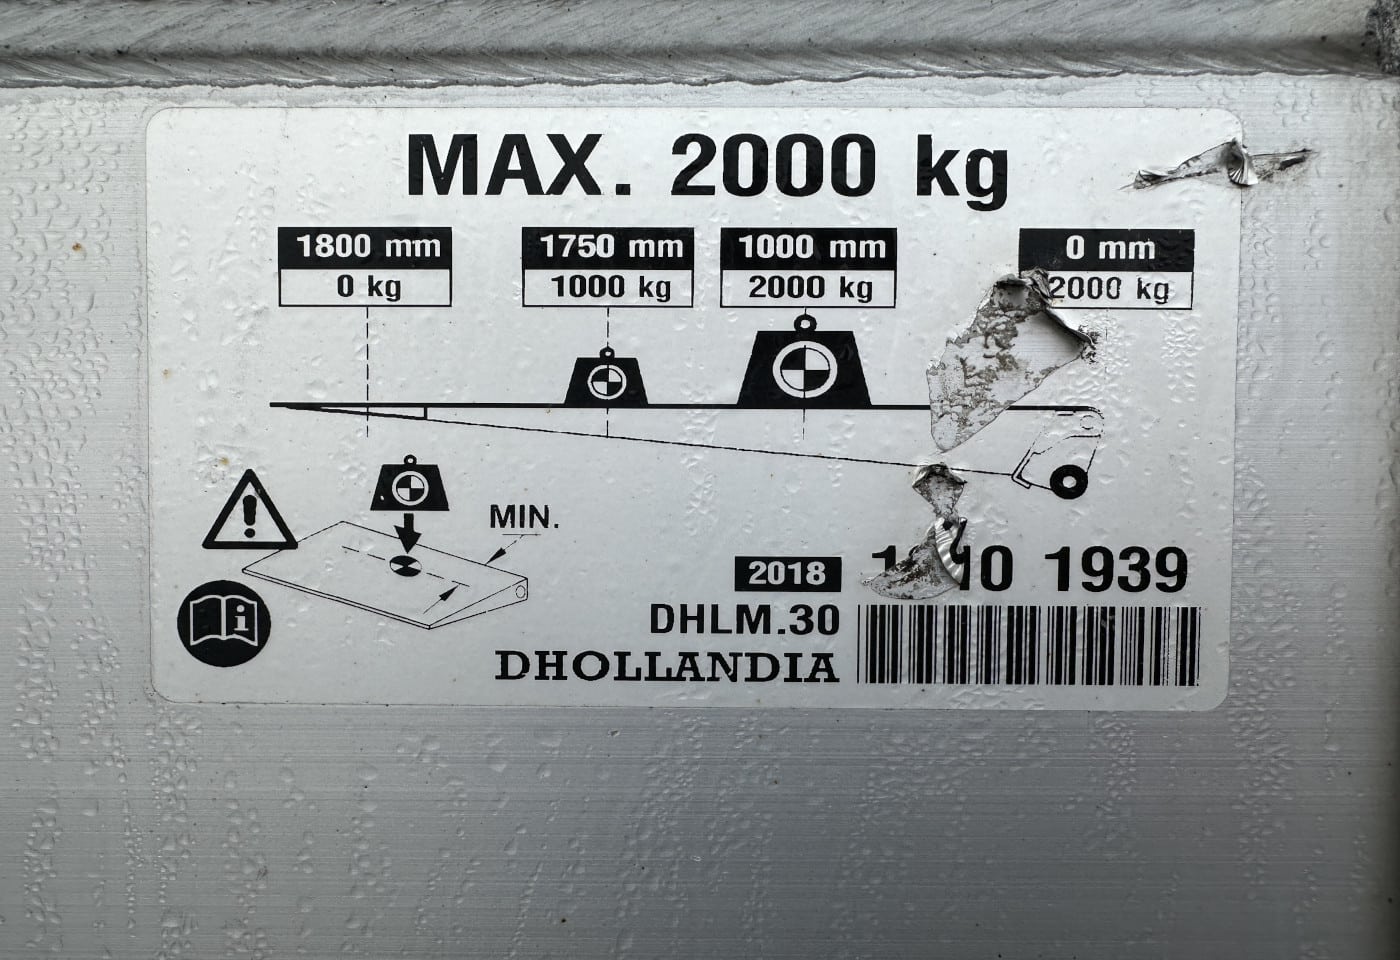 MAX. 2000 kg
1800 mm 1750 mm 1000 mm 0 mm
0 kg 1000 kg 2000 kg 2000 kg
MIN.
2018 1939
DHLM.30
DHOLLANDIA